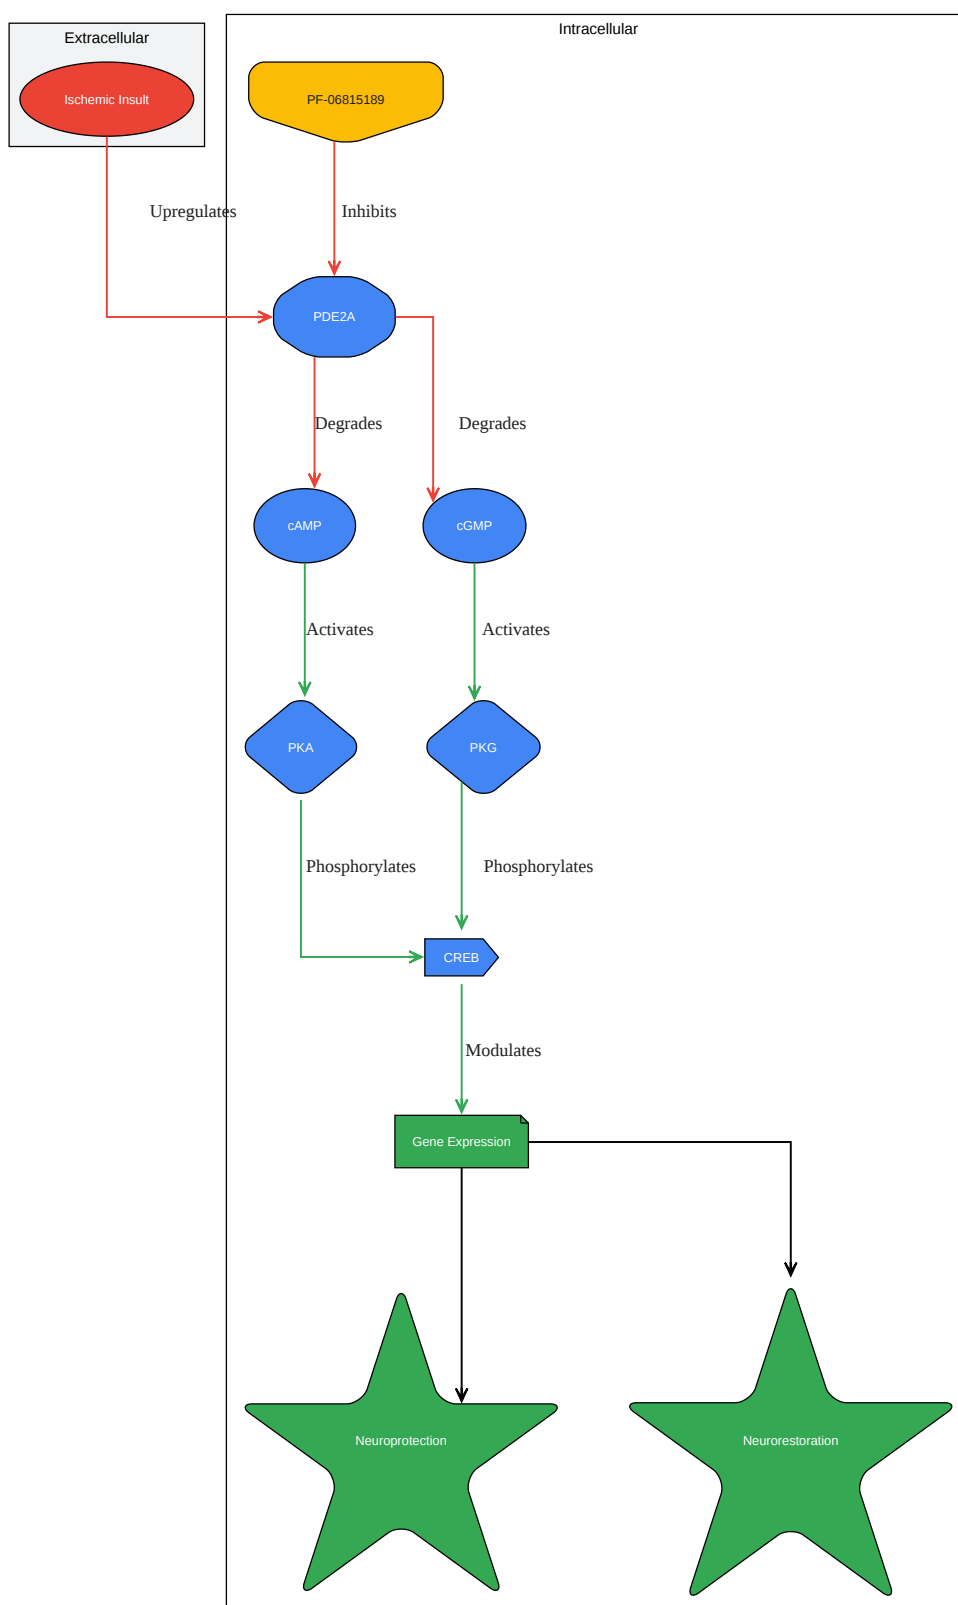 Extracellular
Intracellular
Ischemic Insult
PF-06815189
Upregulates
Inhibits
PDE2A
Degrades
Degrades
cAMP
cGMP
Activates
Activates
PKA
PKG
Phosphorylates
Phosphorylates
CREB
Modulates
Gene Expression
Neuroprotection
Neurorestoration